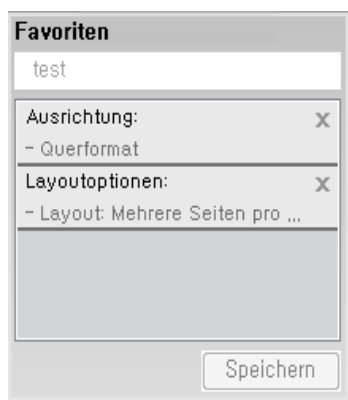 Favoriten
test
Ausrichtung:
- Querformat
Layoutoptionen:
- Layout: Mehrere Seiten pro ...
Speichern